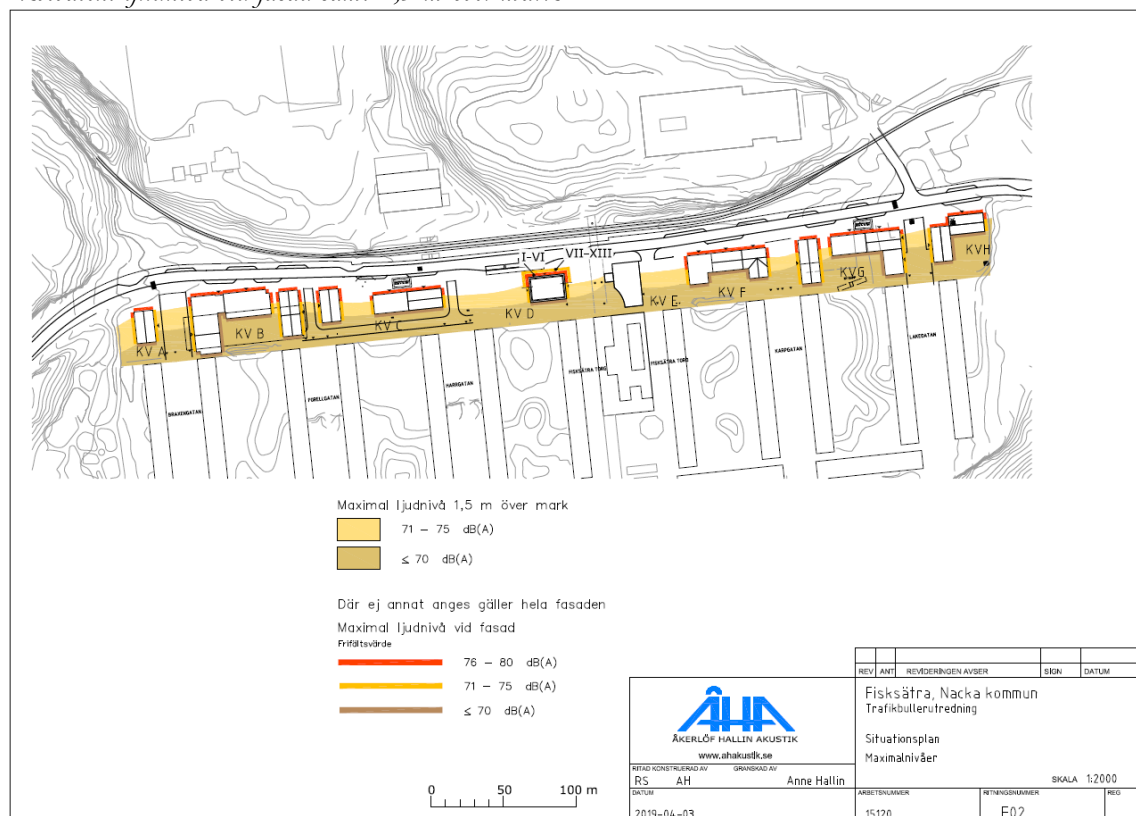 I-VI
VII-XIII
KV A
KV B
KV C
KV D
KV E
KV F
KVG
KVH
BRAXENGATAN
FORELLGATAN
HARRGATAN
FISKSÄTRA TORG
FISKSÄTRA TORG
KARPGATAN
LAKEGATAN
Maximal ljudnivå 1,5 m över mark
71 – 75 dB(A)
≤ 70 dB(A)
Där ej annat anges gäller hela fasaden
Maximal ljudnivå vid fasad
Frifältsvärde
76 – 80 dB(A)
71 – 75 dB(A)
≤ 70 dB(A)
0 50 100 m
ÅHA
ÅKERLÖF HALLIN AKUSTIK
www.ahakustik.se
RITAD KONSTRUERAD AV GRANSKAD AV
RS AH Anne Hallin
DATUM
2019-04-03
REV ANT REVIDERINGEN AVSER SIGN DATUM
Fisksätra, Nacka kommun
Trafikbullerutredning
Situationsplan
Maximalnivåer
SKALA 1:2000
ARBETSNUMMER RITNINGSNUMMER REG
15120 F02